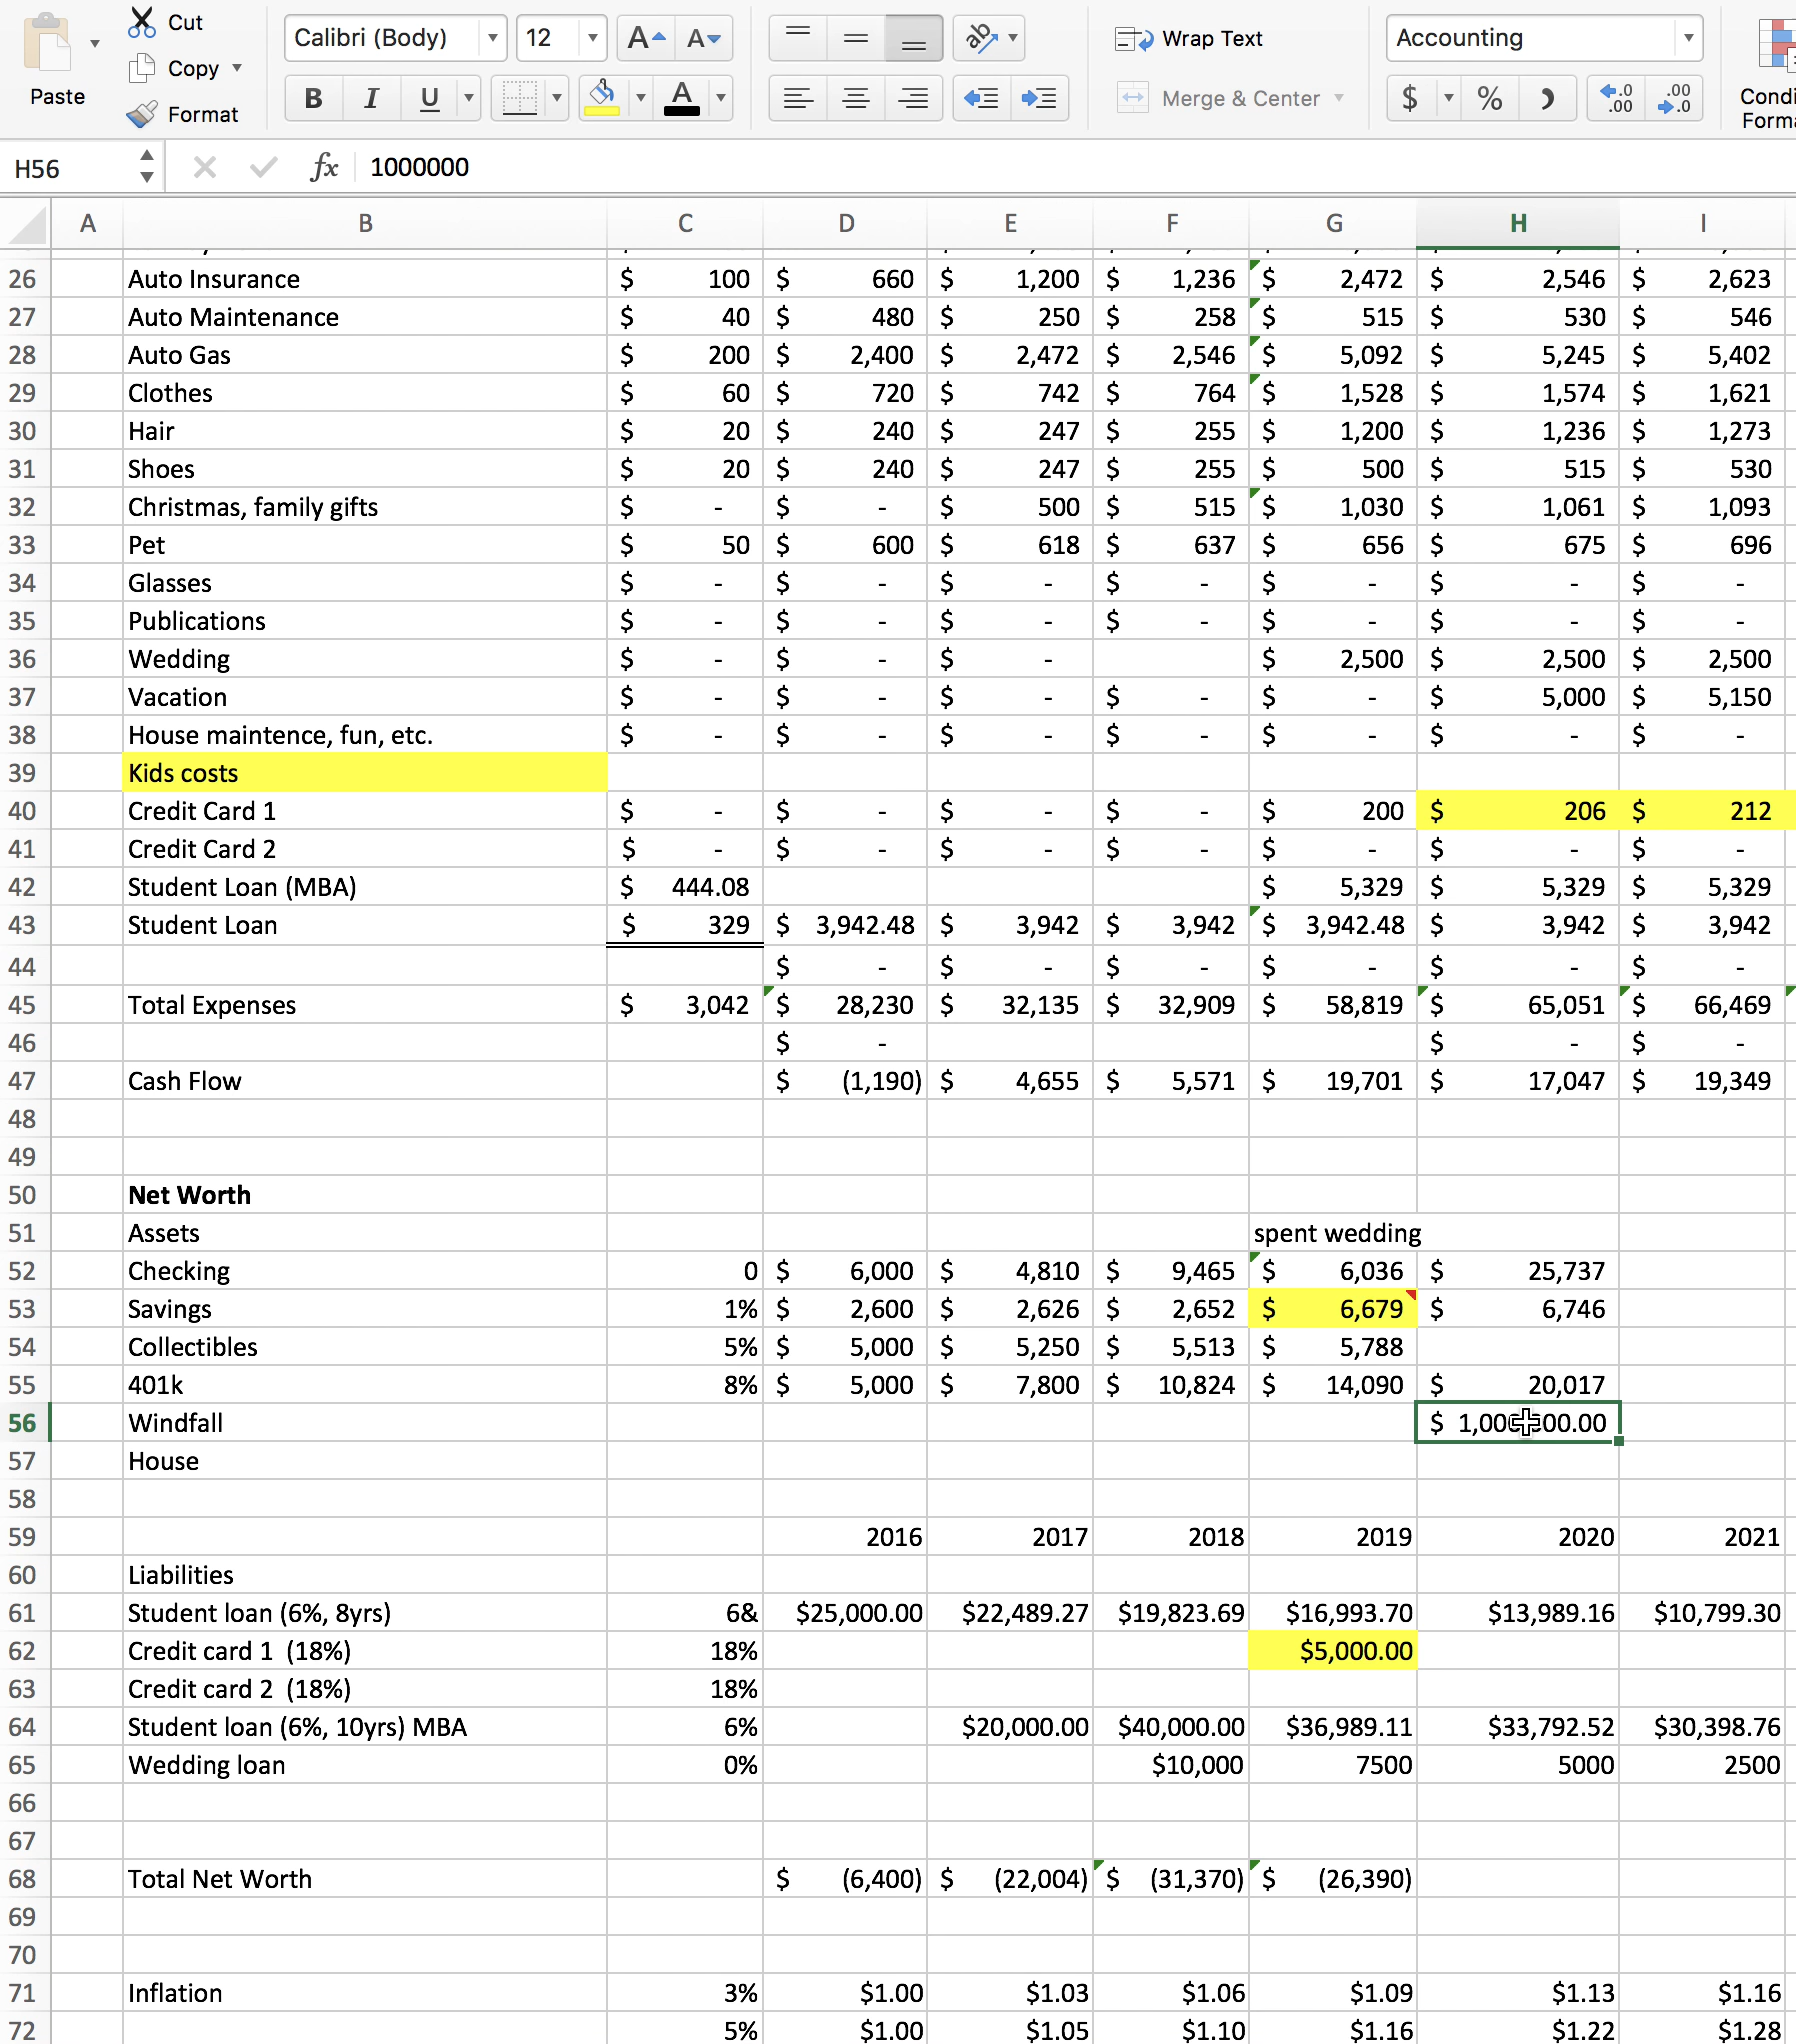 Paste
Cut
Copy
Format
Calibri (Body) 12 A A
B I U A
ab
Wrap Text
Merge & Center
Accounting
$ % .0 .00 .00 .0
H56 fx 1000000
A B C D E F G H I
26 Auto Insurance $ 100 $ 660 $ 1,200 $ 1,236 $ 2,472 $ 2,546 $ 2,623
27 Auto Maintenance $ 40 $ 480 $ 250 $ 258 $ 515 $ 530 $ 546
28 Auto Gas $ 200 $ 2,400 $ 2,472 $ 2,546 $ 5,092 $ 5,245 $ 5,402
29 Clothes $ 60 $ 720 $ 742 $ 764 $ 1,528 $ 1,574 $ 1,621
30 Hair $ 20 $ 240 $ 247 $ 255 $ 1,200 $ 1,236 $ 1,273
31 Shoes $ 20 $ 240 $ 247 $ 255 $ 500 $ 515 $ 530
32 Christmas, family gifts $ - $ - $ 500 $ 515 $ 1,030 $ 1,061 $ 1,093
33 Pet $ 50 $ 600 $ 618 $ 637 $ 656 $ 675 $ 696
34 Glasses $ - $ - $ - $ - $ - $ - $ -
35 Publications $ - $ - $ - $ - $ - $ - $ -
36 Wedding $ - $ - $ - $ 2,500 $ 2,500 $ 2,500
37 Vacation $ - $ - $ - $ - $ - $ 5,000 $ 5,150
38 House maintence, fun, etc. $ - $ - $ - $ - $ - $ - $ -
39 Kids costs
40 Credit Card 1 $ - $ - $ - $ - $ 200 $ 206 $ 212
41 Credit Card 2 $ - $ - $ - $ - $ - $ - $ -
42 Student Loan (MBA) $ 444.08 $ 5,329 $ 5,329 $ 5,329
43 Student Loan $ 329 $ 3,942.48 $ 3,942 $ 3,942 $ 3,942.48 $ 3,942 $ 3,942
44 $ - $ - $ - $ - $ - $ -
45 Total Expenses $ 3,042 $ 28,230 $ 32,135 $ 32,909 $ 58,819 $ 65,051 $ 66,469
46 $ - $ - $ -
47 Cash Flow $ (1,190) $ 4,655 $ 5,571 $ 19,701 $ 17,047 $ 19,349
48
49
50 Net Worth
51 Assets spent wedding
52 Checking 0 $ 6,000 $ 4,810 $ 9,465 $ 6,036 $ 25,737
53 Savings 1% $ 2,600 $ 2,626 $ 2,652 $ 6,679 $ 6,746
54 Collectibles 5% $ 5,000 $ 5,250 $ 5,513 $ 5,788
55 401k 8% $ 5,000 $ 7,800 $ 10,824 $ 14,090 $ 20,017
56 Windfall $
57 House
58
59 2016 2017 2018 2019 2020 2021
60 Liabilities
61 Student loan (6%, 8yrs) 6& $25,000.00 $22,489.27 $19,823.69 $16,993.70 $13,989.16 $10,799.30
62 Credit card 1 (18%) 18% $5,000.00
63 Credit card 2 (18%) 18%
64 Student loan (6%, 10yrs) MBA 6% $20,000.00 $40,000.00 $36,989.11 $33,792.52 $30,398.76
65 Wedding loan 0% $10,000 7500 5000 2500
66
67
68 Total Net Worth $ (6,400) $ (22,004) $ (31,370) $ (26,390)
69
70
71 Inflation 3% $1.00 $1.03 $1.06 $1.09 $1.13 $1.16
72 5% $1.00 $1.05 $1.10 $1.16 $1.22 $1.28